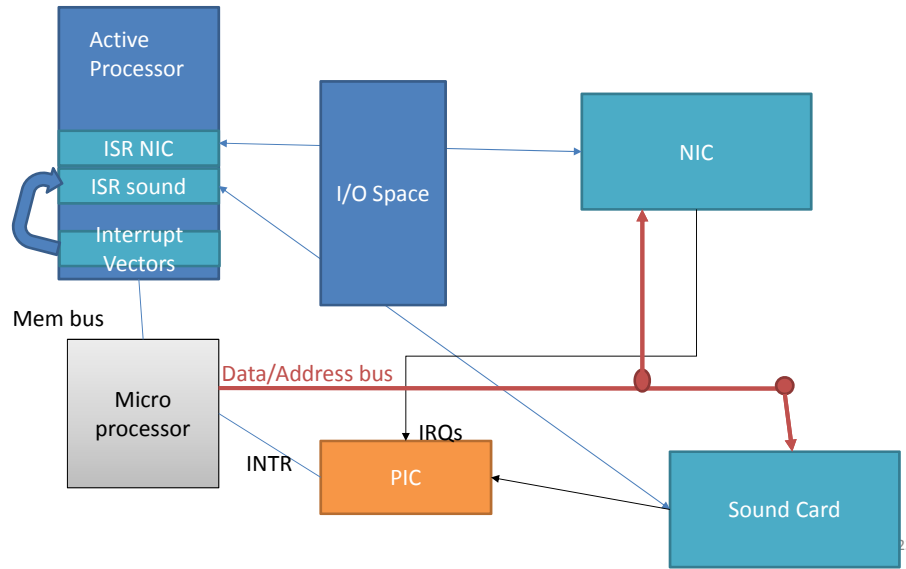 Active
Processor
ISR NIC
ISR sound
Interrupt
Vectors
I/O Space
NIC
Mem bus
Micro
processor
Data/Address bus
INTR
IRQs
PIC
Sound Card
2